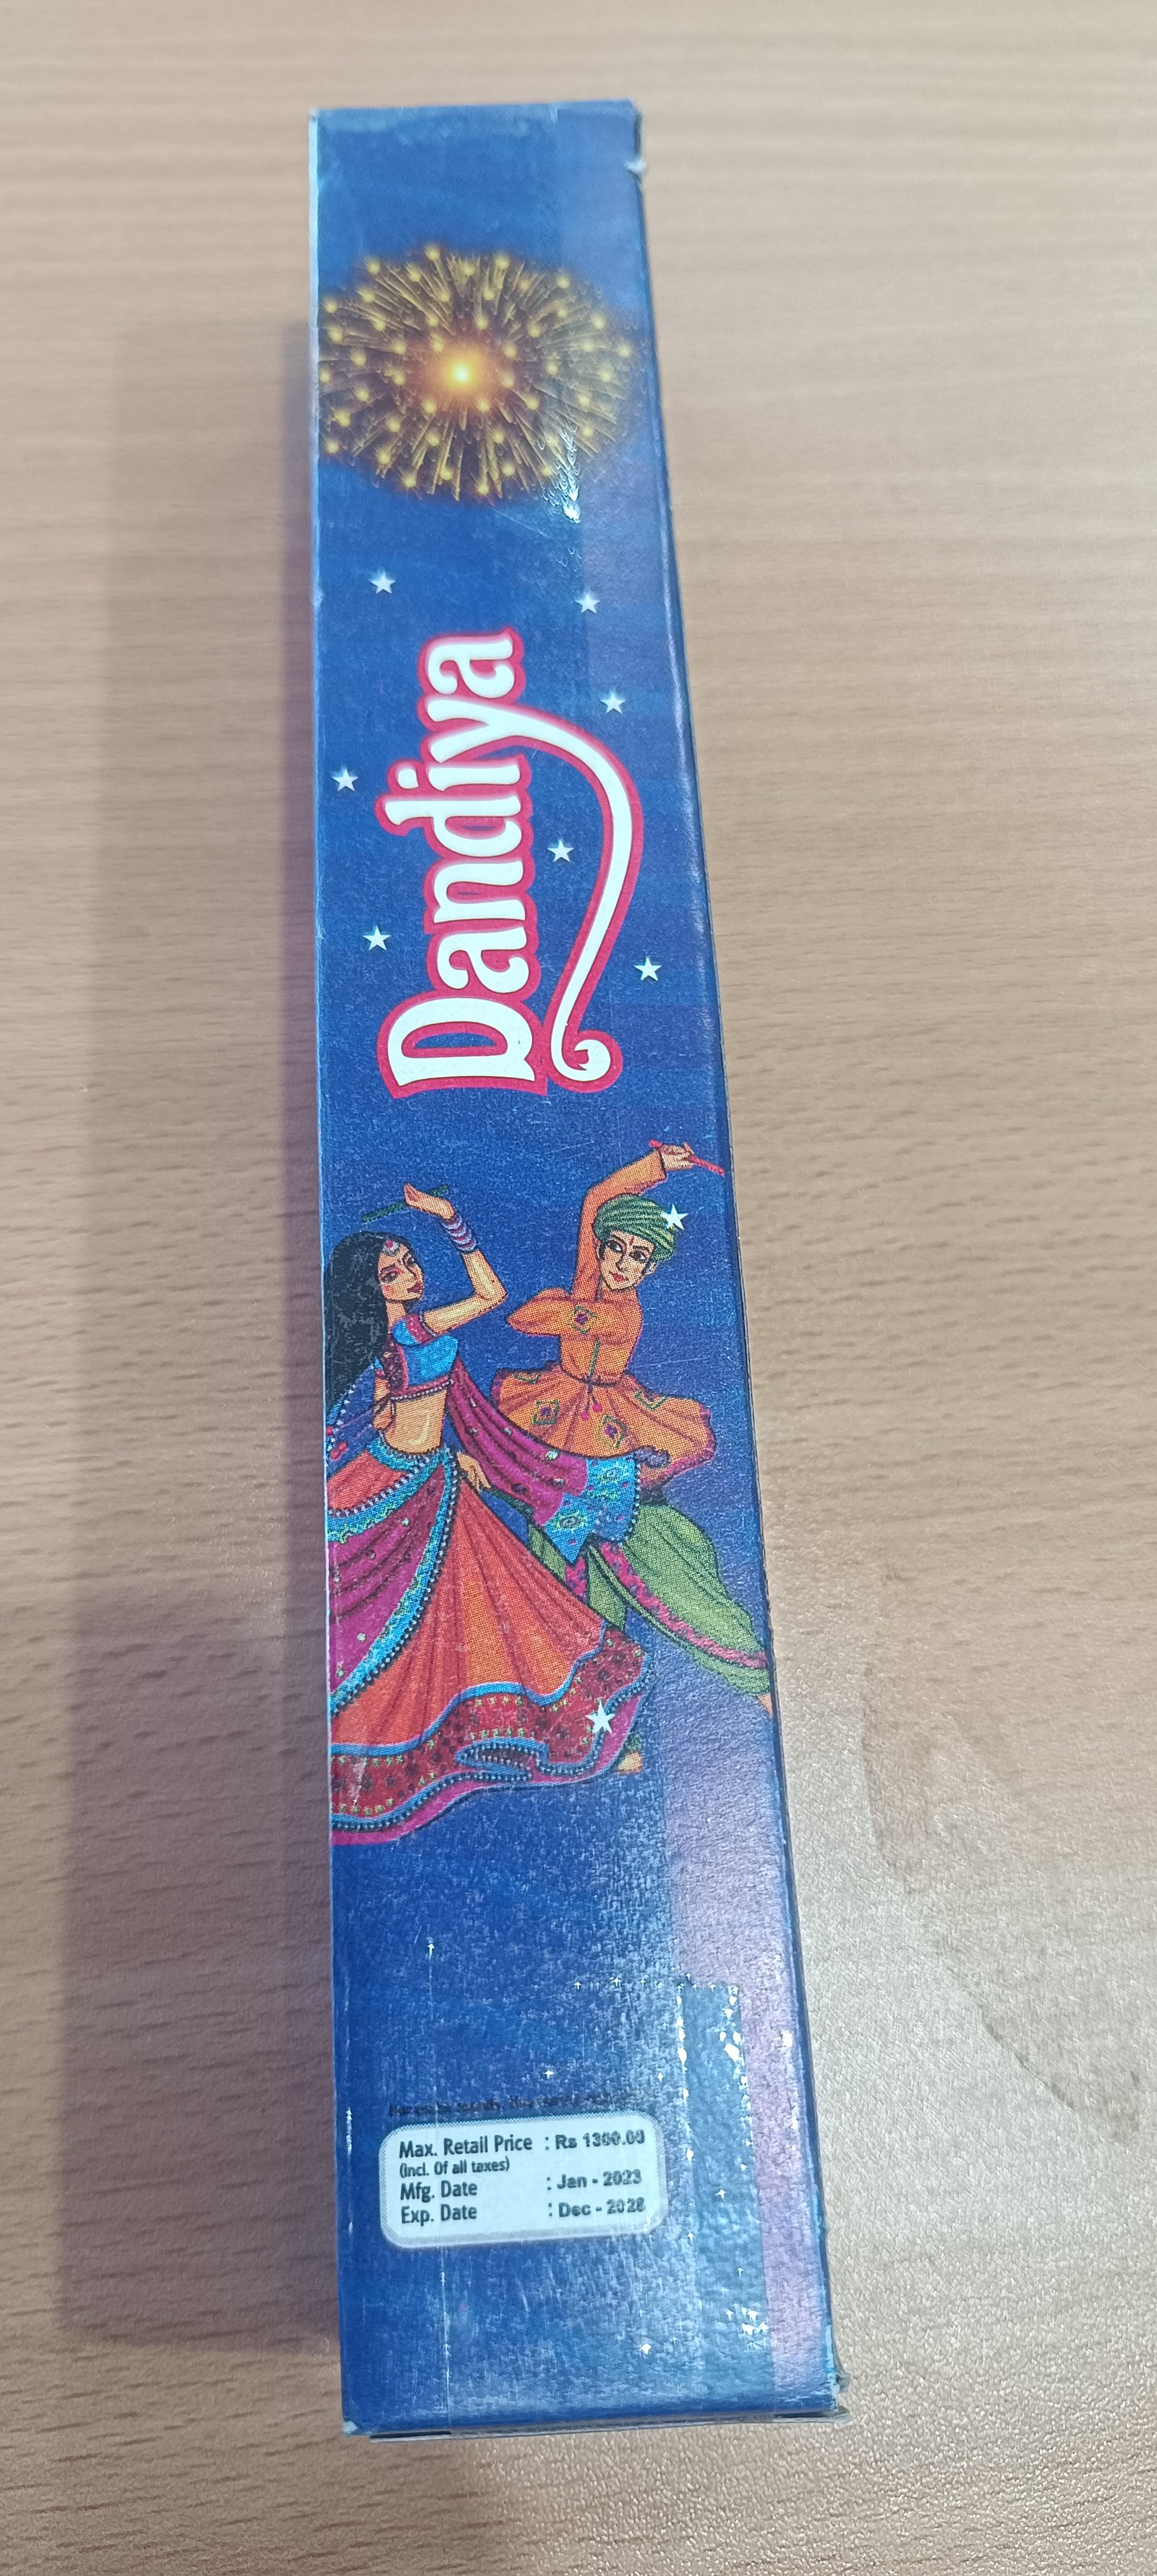 Dandiya
Max. Retail Price : Rs 1300.00
(Incl. Of all taxes)
Mfg. Date : Jan - 2023
Exp. Date : Dec - 2028